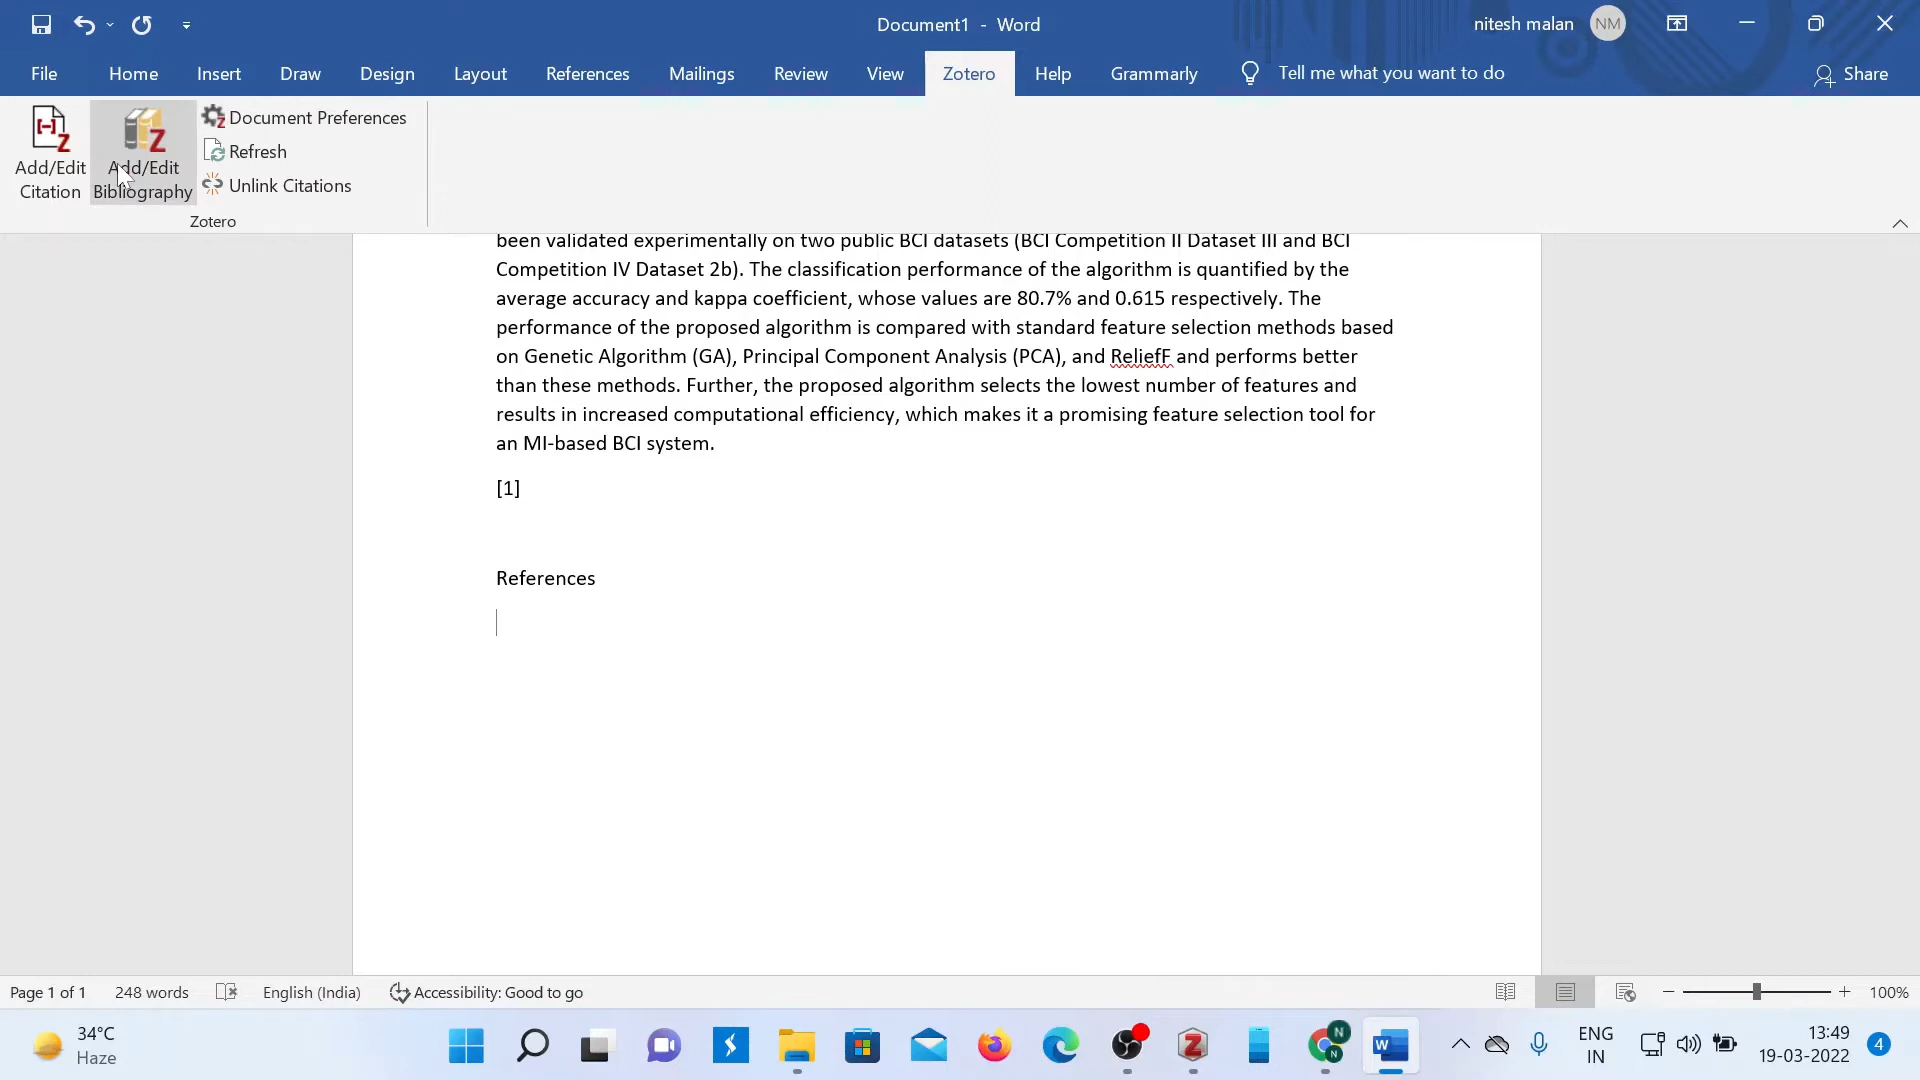 Document1 - Word
nitesh malan
NM
File
Home
Insert
Draw
Design
Layout
References
Mailings
Review
View
Zotero
Help
Grammarly
Tell me what you want to do
Share
Add/Edit
Citation
Add/Edit
Bibliography
Document Preferences
Refresh
Unlink Citations
Zotero
been validated experimentally on two public BCI datasets (BCI Competition II Dataset III and BCI
Competition IV Dataset 2b). The classification performance of the algorithm is quantified by the
average accuracy and kappa coefficient, whose values are 80.7% and 0.615 respectively. The
performance of the proposed algorithm is compared with standard feature selection methods based
on Genetic Algorithm (GA), Principal Component Analysis (PCA), and ReliefF and performs better
than these methods. Further, the proposed algorithm selects the lowest number of features and
results in increased computational efficiency, which makes it a promising feature selection tool for
an MI-based BCI system.
[1]
References
Page 1 of 1
248 words
English (India)
Accessibility: Good to go
100%
34°C
Haze
ENG
IN
13:49
19-03-2022
4